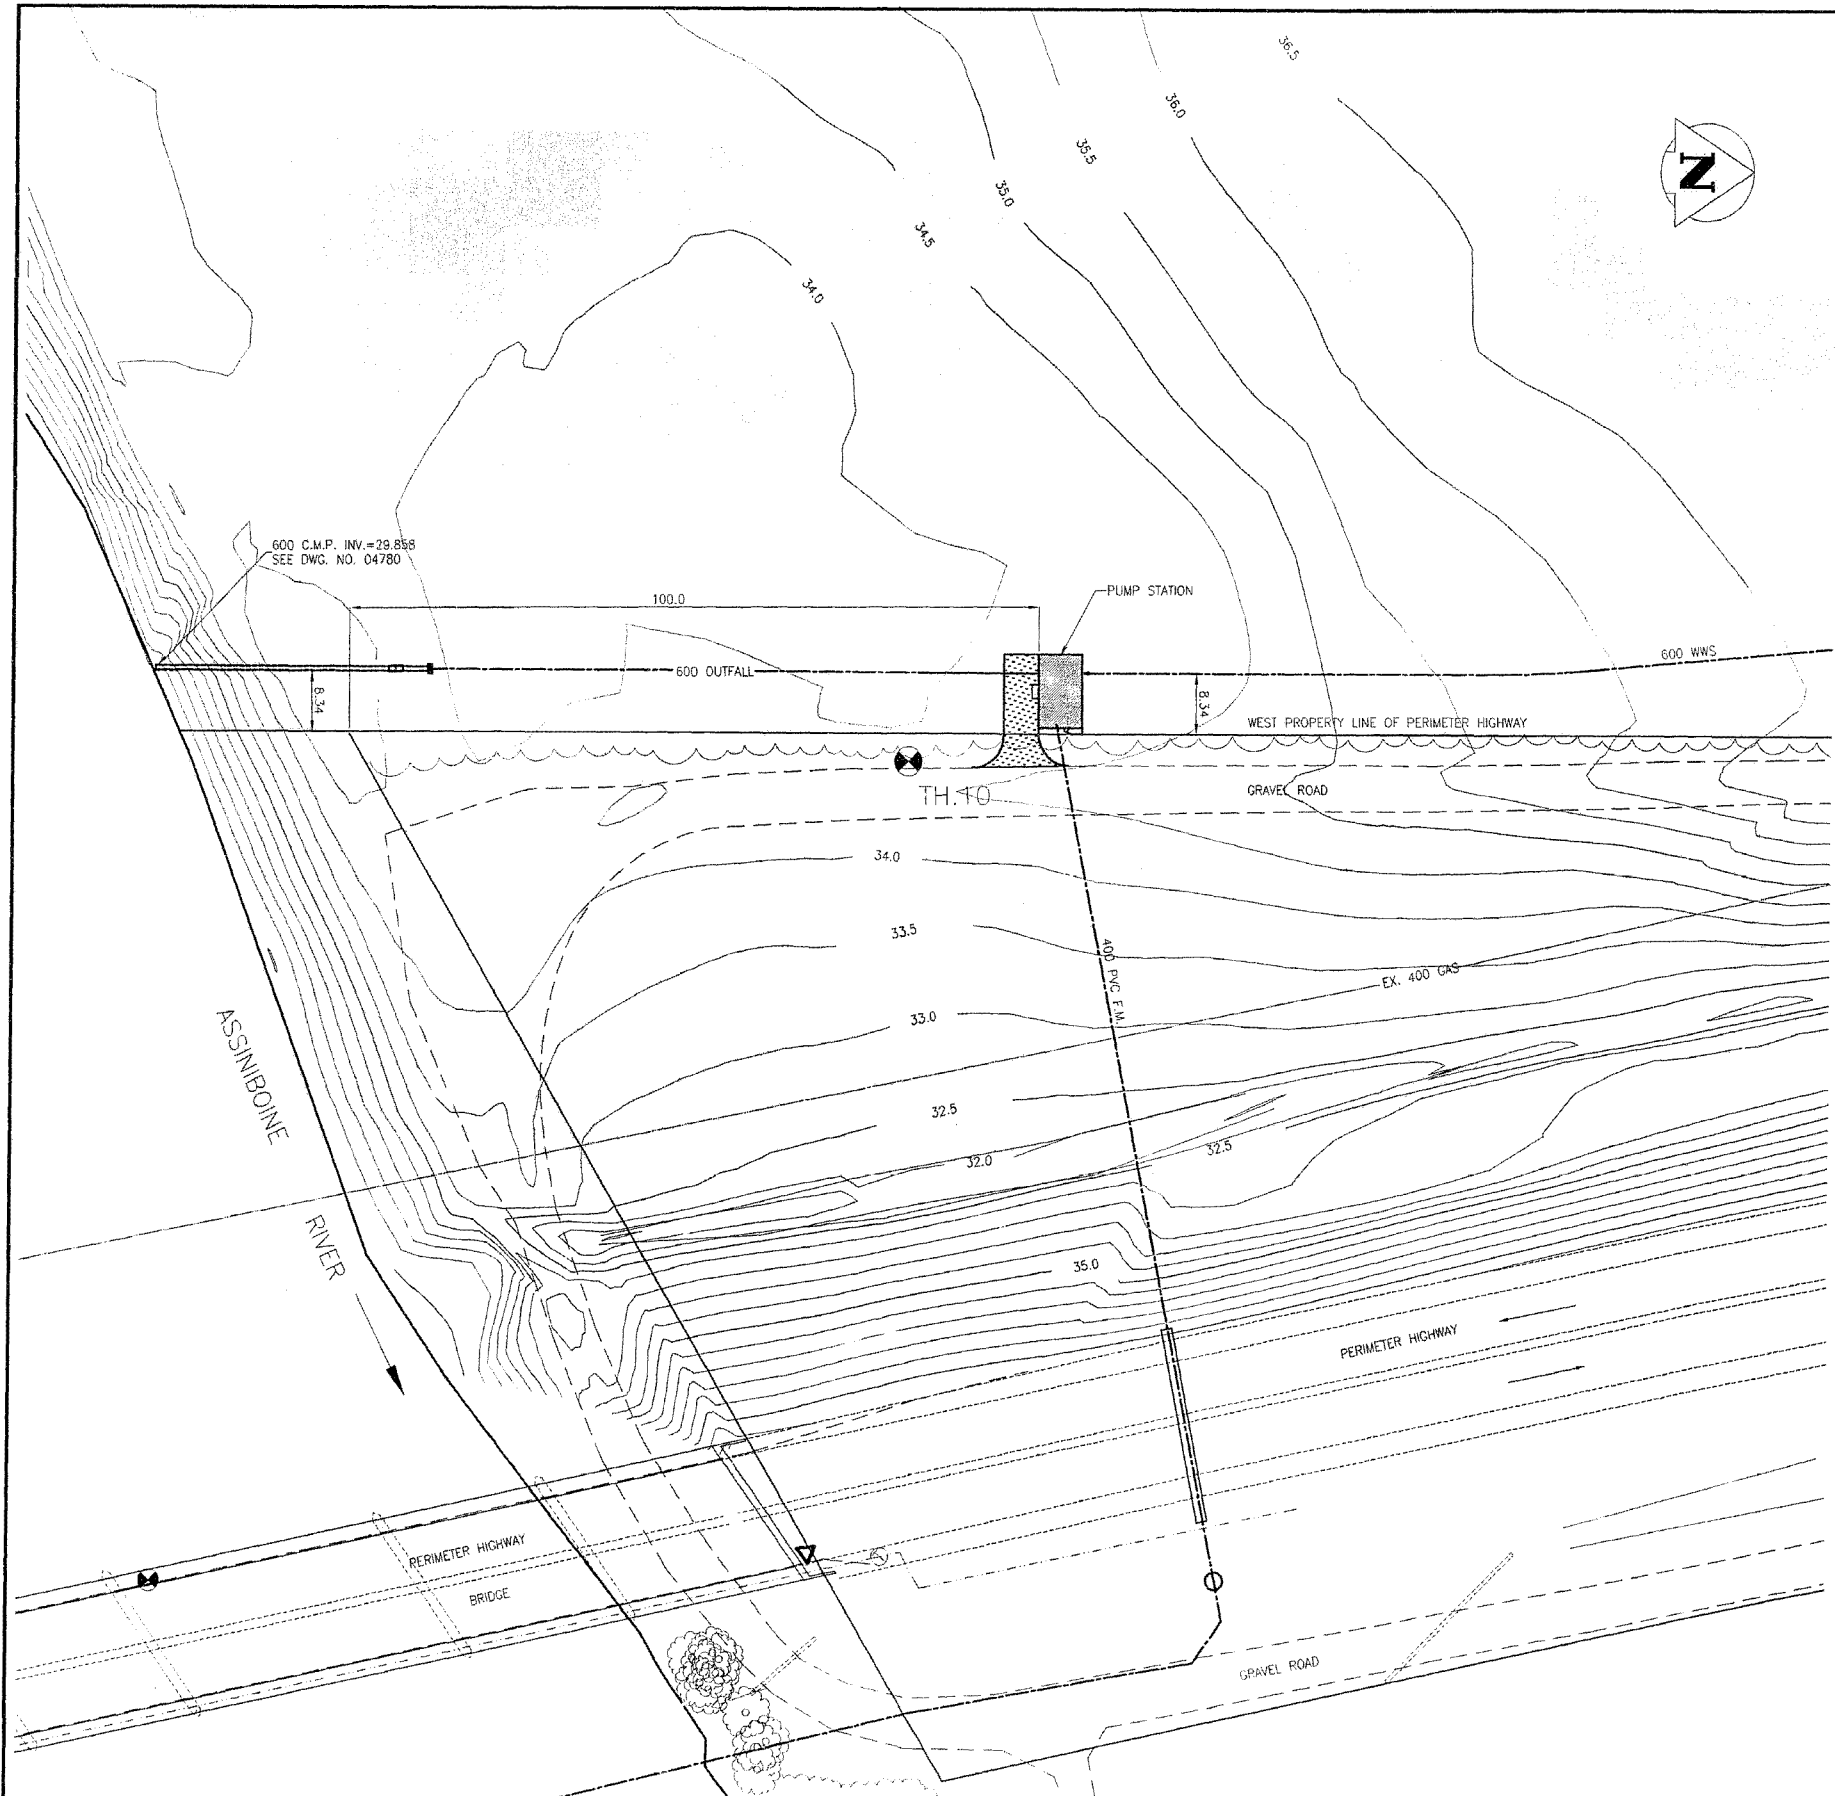 36.5
36.0
35.5
35.0
34.5
34.0
N
600 C.M.P. INV.=29.858
SEE DWG. NO. 04780
100.0
PUMP STATION
600 OUTFALL
600 WWS
8.34
8.34
WEST PROPERTY LINE OF PERIMETER HIGHWAY
TH.10
GRAVEL ROAD
34.0
33.5
400 PVC F.M.
EX. 400 GAS
33.0
ASSINIBOINE
32.5
32.0
32.5
RIVER
35.0
PERIMETER HIGHWAY
PERIMETER HIGHWAY
BRIDGE
GRAVEL ROAD